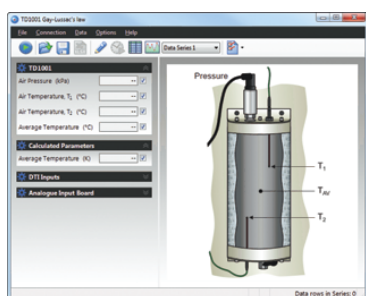 TD1001 Gay-Lussac's law
File Connection Data Options Help
Data Series 1
TD1001
Air Pressure (kPa)
Air Temperature, T₁ (°C)
Air Temperature, T₂ (°C)
Average Temperature (°C)
Calculated Parameters
Average Temperature (K)
DTI Inputs
Analogue Input Board
Pressure
T₁
T_AV
T₂
Data rows in Series: 0